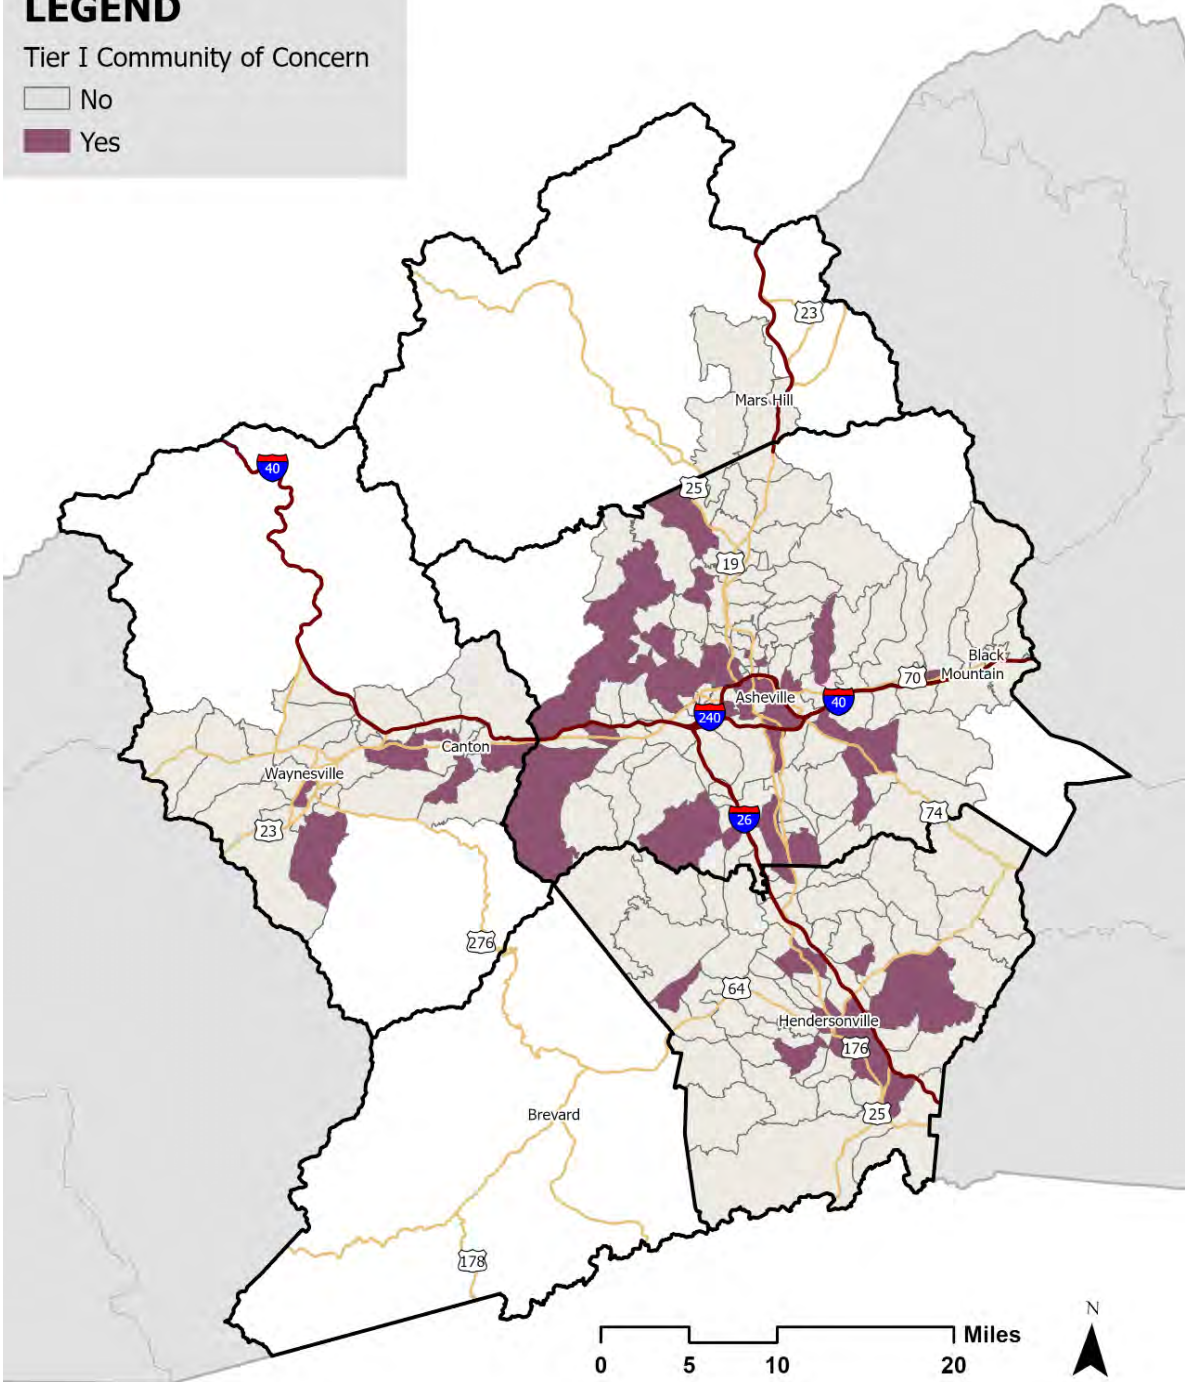 LEGEND
Tier I Community of Concern
No
Yes
23
Mars Hill
40
25
19
Black
Mountain
70
Asheville
40
240
Canton
Waynesville
23
26
74
276
64
Hendersonville
176
25
Brevard
178
N
Miles
0 5 10 20